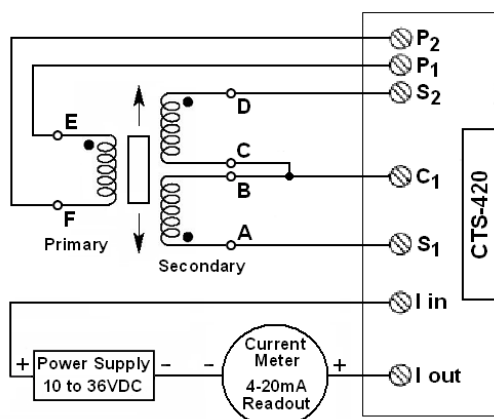 P2
P1
S2
D
E
C
B
C1
F
A
S1
Primary
Secondary
CTS-420
I in
Current
Meter
4-20mA
Readout
+
Power Supply
10 to 36VDC
–
–
+
I out